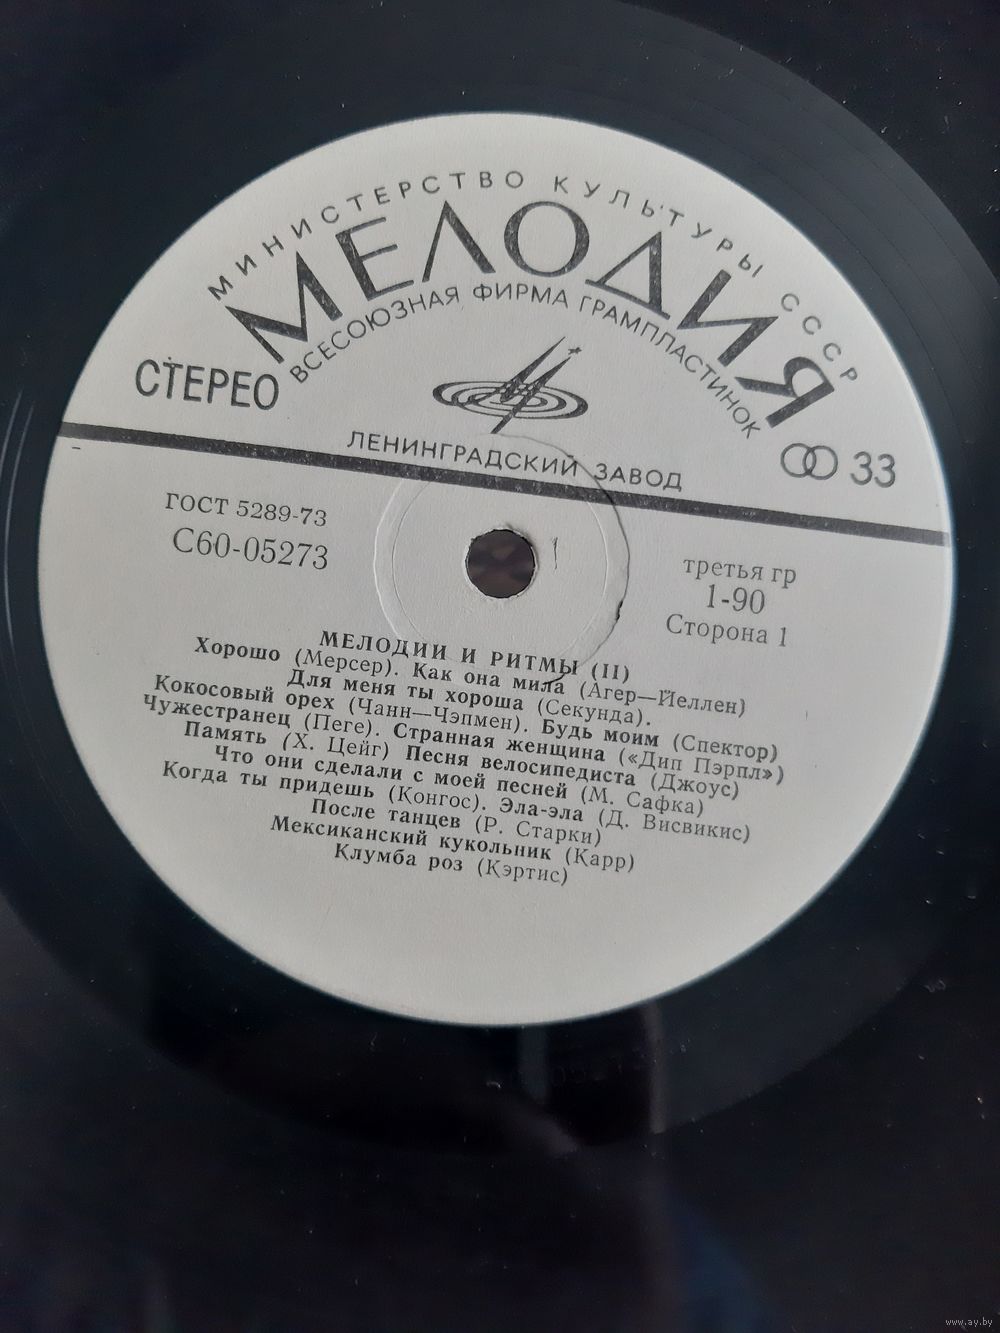 МИНИСТЕРСТВО КУЛЬТУРЫ СССР
МЕЛОДИЯ
ВСЕСОЮЗНАЯ ФИРМА ГРАМПЛАСТИНОК
СТЕРЕО
33
ЛЕНИНГРАДСКИЙ ЗАВОД
ГОСТ 5289-73
С60-05273
третья гр
1-90
Сторона 1
МЕЛОДИИ И РИТМЫ (II)
Хорошо (Мерсер). Как она мила (Агер—Йеллен)
Для меня ты хороша (Секунда).
Кокосовый орех (Чанн—Чэпмен). Будь моим (Спектор)
Чужестранец (Пеге). Странная женщина («Дип Пэрпл»)
Память (Х. Цейг) Песня велосипедиста (Джоус)
Что они сделали с моей песней (М. Сафка)
Когда ты придешь (Конгос). Эла-эла (Д. Висвикис)
После танцев (Р. Старки)
Мексиканский кукольник (Карр)
Клумба роз (Кэртис)
www.ay.by